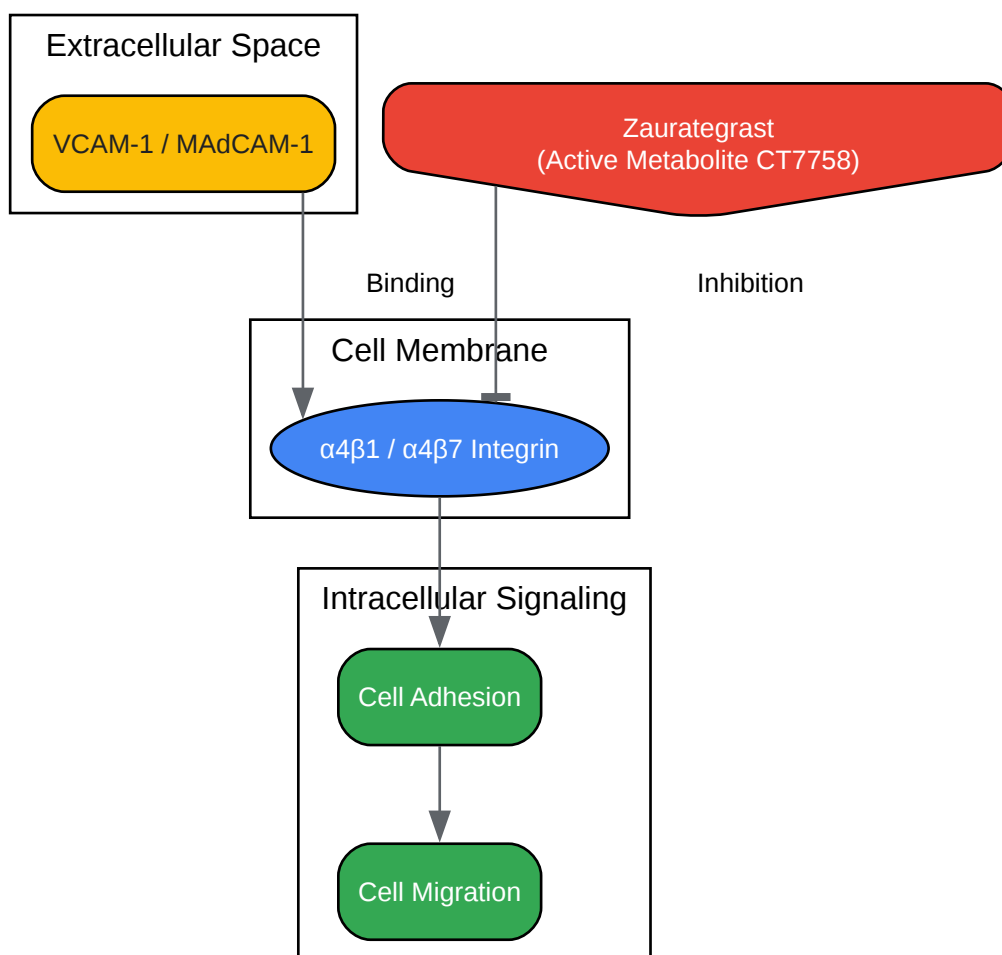 Extracellular Space
VCAM-1 / MAdCAM-1
Zaurategrast
(Active Metabolite CT7758)
Binding
Inhibition
Cell Membrane
α4β1 / α4β7 Integrin
Intracellular Signaling
Cell Adhesion
Cell Migration